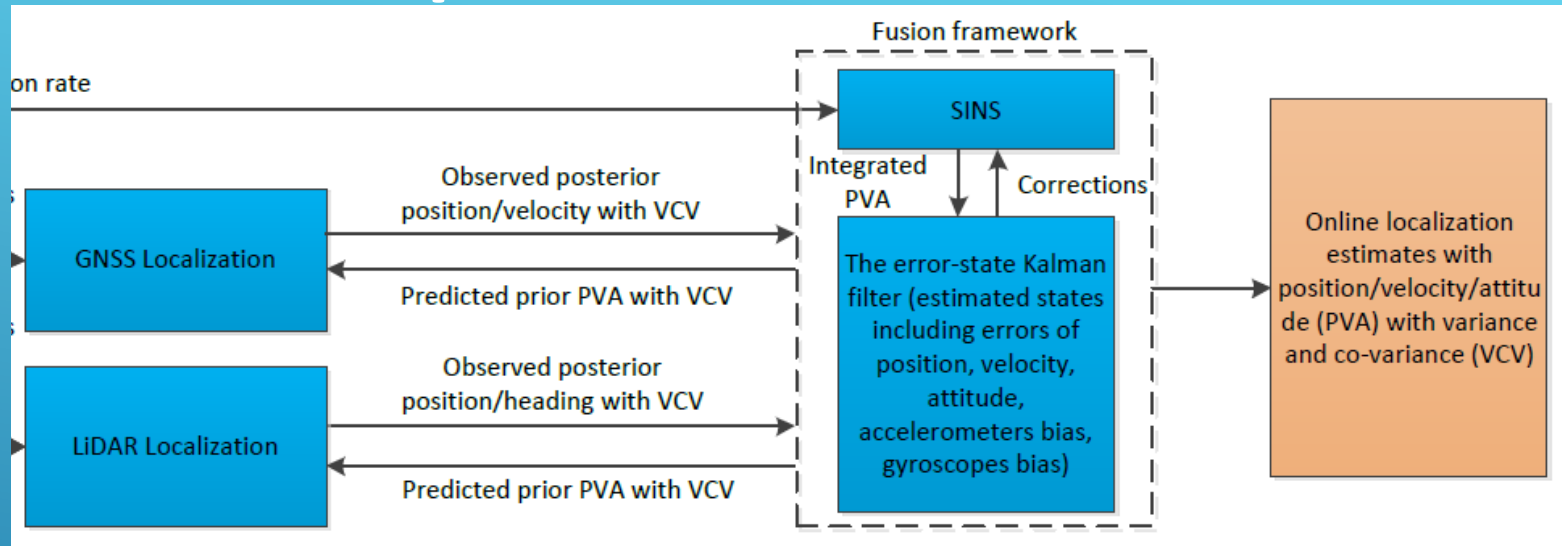 Fusion framework
on rate
SINS
Integrated
PVA
Corrections
Observed posterior
position/velocity with VCV
GNSS Localization
Predicted prior PVA with VCV
The error-state Kalman
filter (estimated states
including errors of
position, velocity,
attitude,
accelerometers bias,
gyroscopes bias)
Online localization
estimates with
position/velocity/attitu
de (PVA) with variance
and co-variance (VCV)
Observed posterior
position/heading with VCV
LiDAR Localization
Predicted prior PVA with VCV